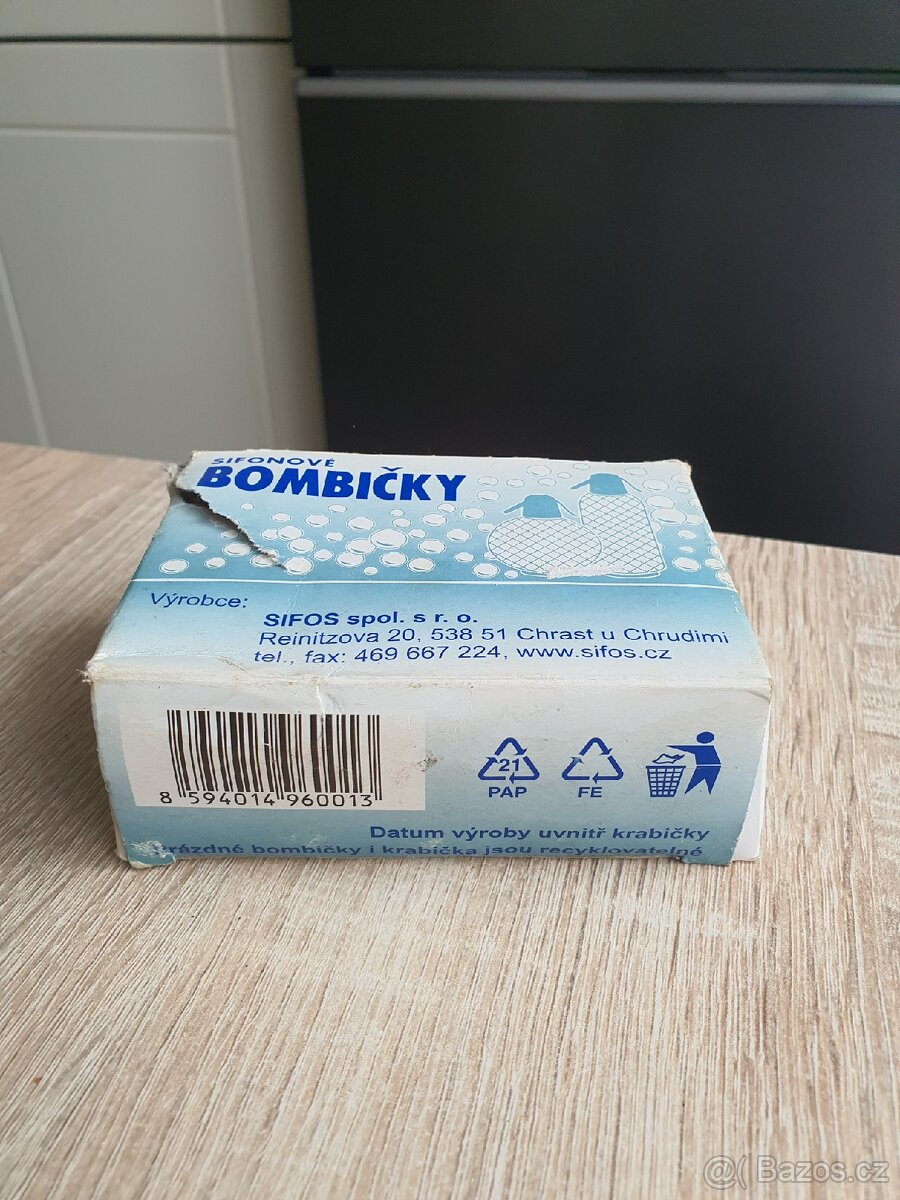 SIFONOVÉ
BOMBIČKY
Výrobce:
SIFOS spol. s r. o.
Reinitzova 20, 538 51 Chrast u Chrudimi
tel., fax: 469 667 224, www.sifos.cz
8 594014 960013
21
PAP
FE
Datum výroby uvnitř krabičky
bombičky i krabička jsou recyklovatelné
@( Bazos.cz